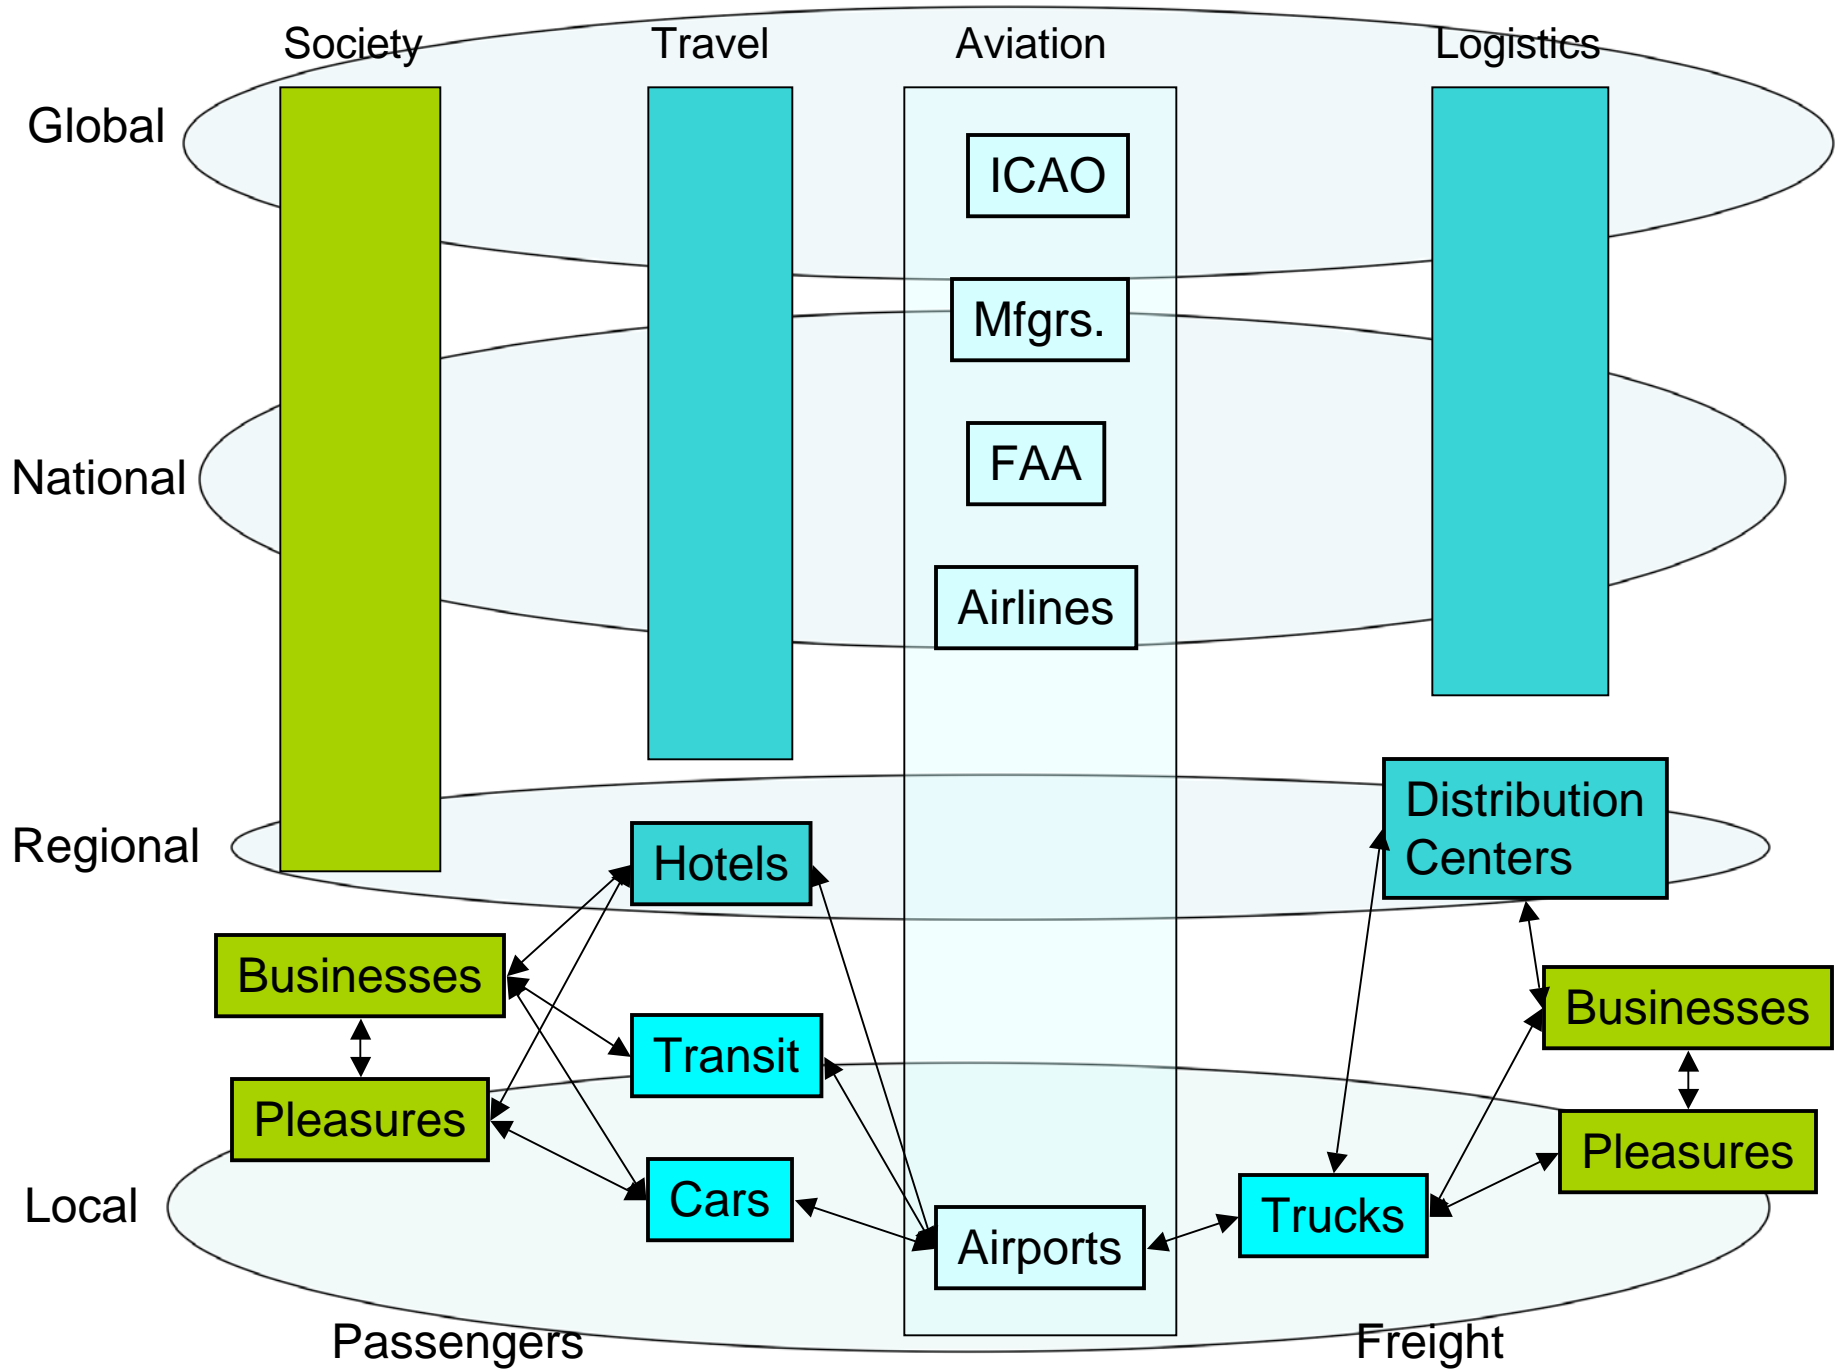 Society
Travel
Aviation
Logistics
Global
ICAO
Mfgrs.
National
FAA
Airlines
Regional
Hotels
Distribution
Centers
Businesses
Businesses
Transit
Pleasures
Pleasures
Local
Cars
Trucks
Airports
Passengers
Freight